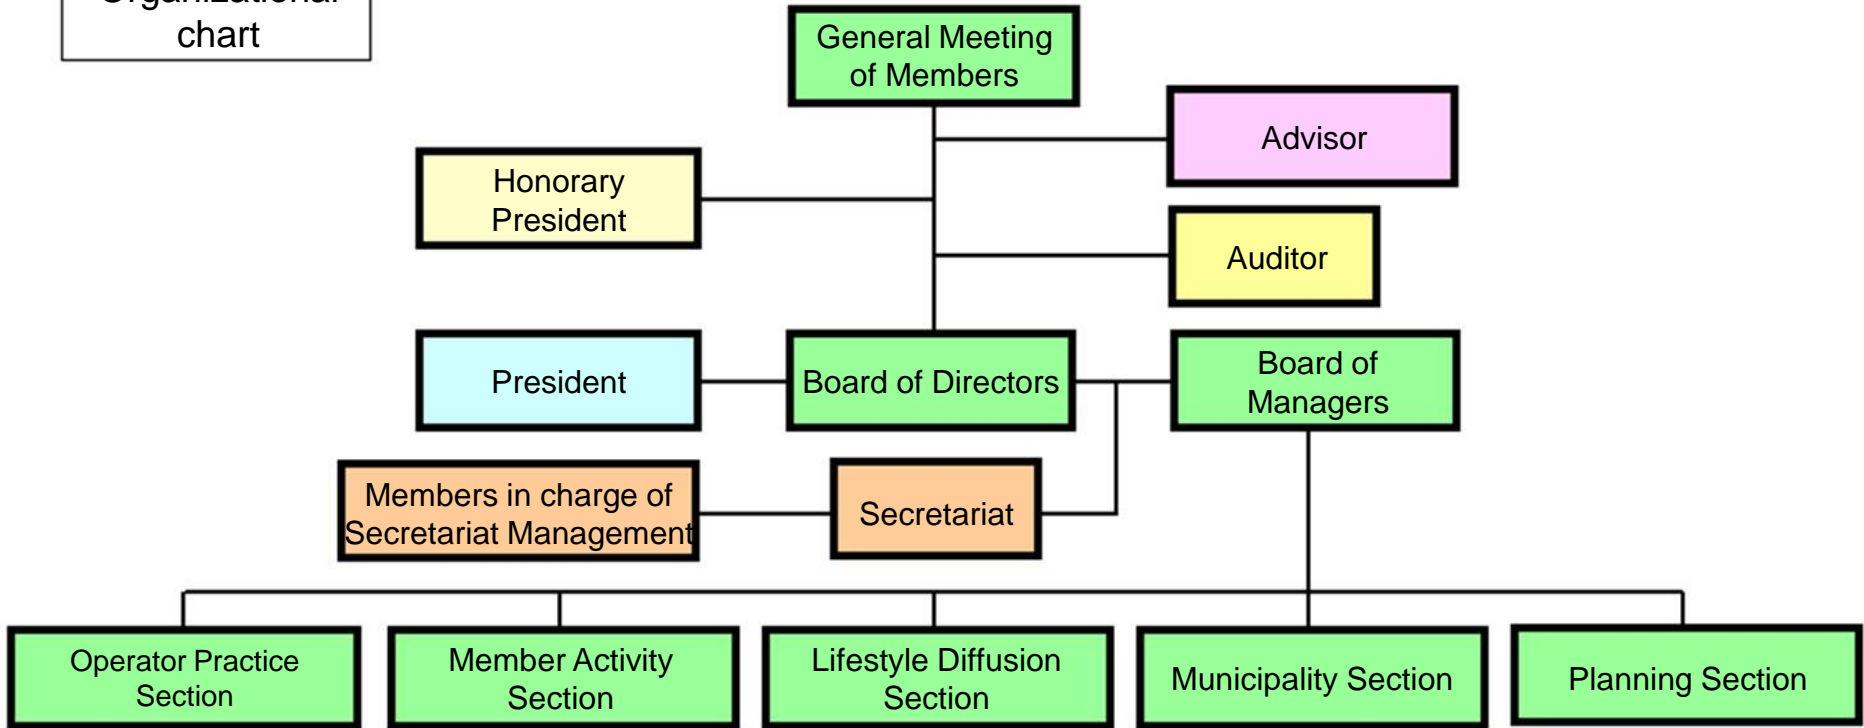 Organizational
chart
General Meeting
of Members
Advisor
Honorary
President
Auditor
President
Board of Directors
Board of
Managers
Members in charge of
Secretariat Management
Secretariat
Operator Practice
Section
Member Activity
Section
Lifestyle Diffusion
Section
Municipality Section
Planning Section